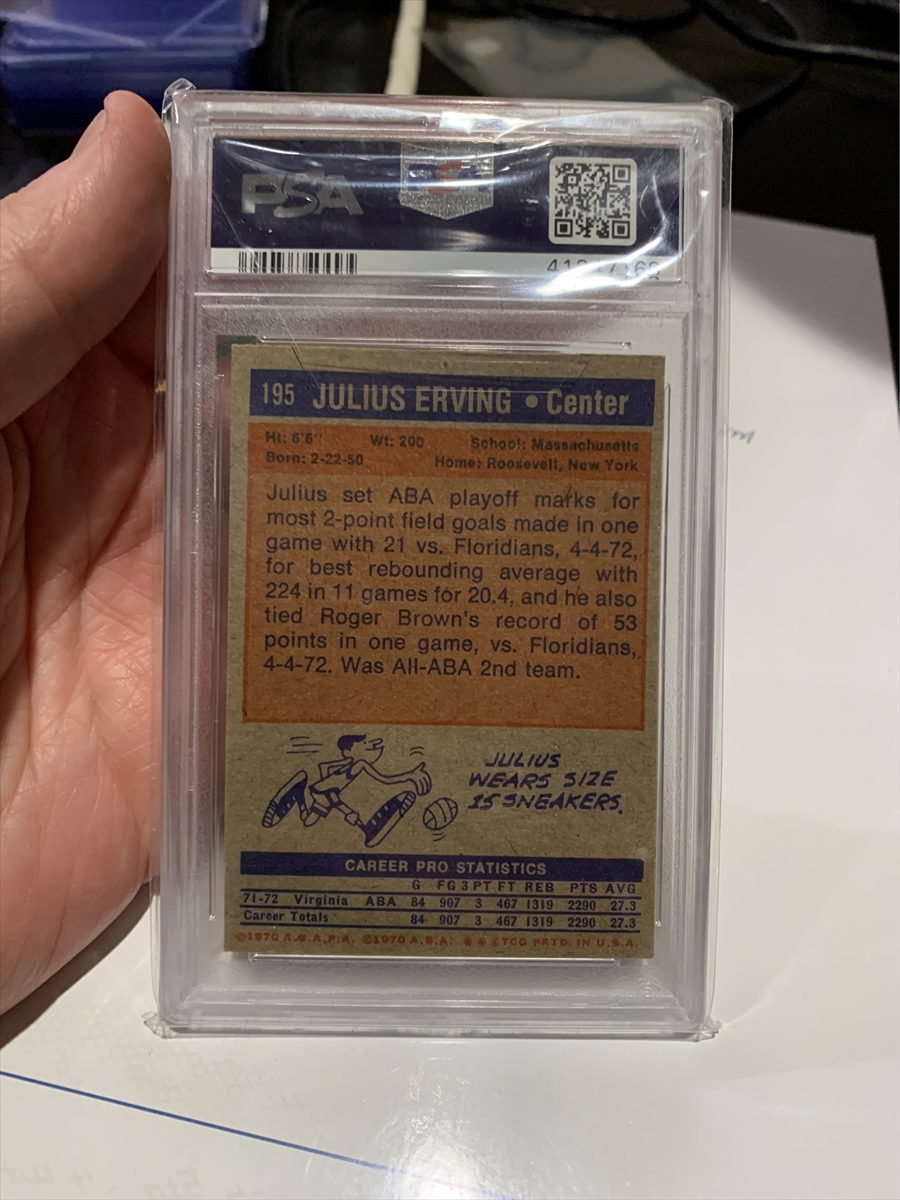 PSA
195 JULIUS ERVING • Center
Ht: 6'6" Wt: 200 School: Massachusetts
Born: 2-22-50 Home: Roosevelt, New York
Julius set ABA playoff marks for
most 2-point field goals made in one
game with 21 vs. Floridians, 4-4-72,
for best rebounding average with
224 in 11 games for 20.4, and he also
tied Roger Brown's record of 53
points in one game, vs. Floridians,
4-4-72. Was All-ABA 2nd team.
JULIUS
WEARS SIZE
15 SNEAKERS.
CAREER PRO STATISTICS
G FG 3 PT FT REB PTS AVG
71-72 Virginia ABA 84 907 3 467 1319 2290 27.3
Career Totals 84 907 3 467 1319 2290 27.3
©1970 A.B.A.P.A. ©1970 A.B.A. ✱ ✱ ©TCG PRTD. IN U.S.A.